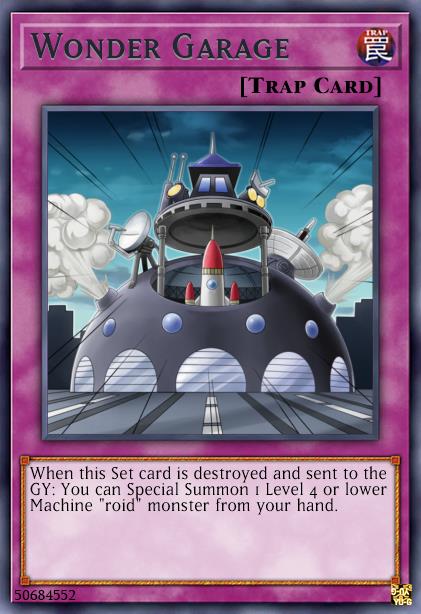 Wonder Garage
TRAP
罠
[Trap Card]
When this Set card is destroyed and sent to the
GY: You can Special Summon 1 Level 4 or lower
Machine "roid" monster from your hand.
50684552